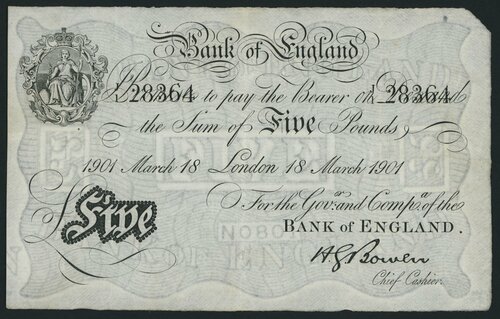 Bank of England
I Promise to pay the Bearer on Demand
28364 28364
the Sum of Five Pounds
1901 March 18 London 18 March 1901
For the Gov.r and Comp.a of the
BANK OF ENGLAND.
£Five
H G Bowen
Chief Cashier.